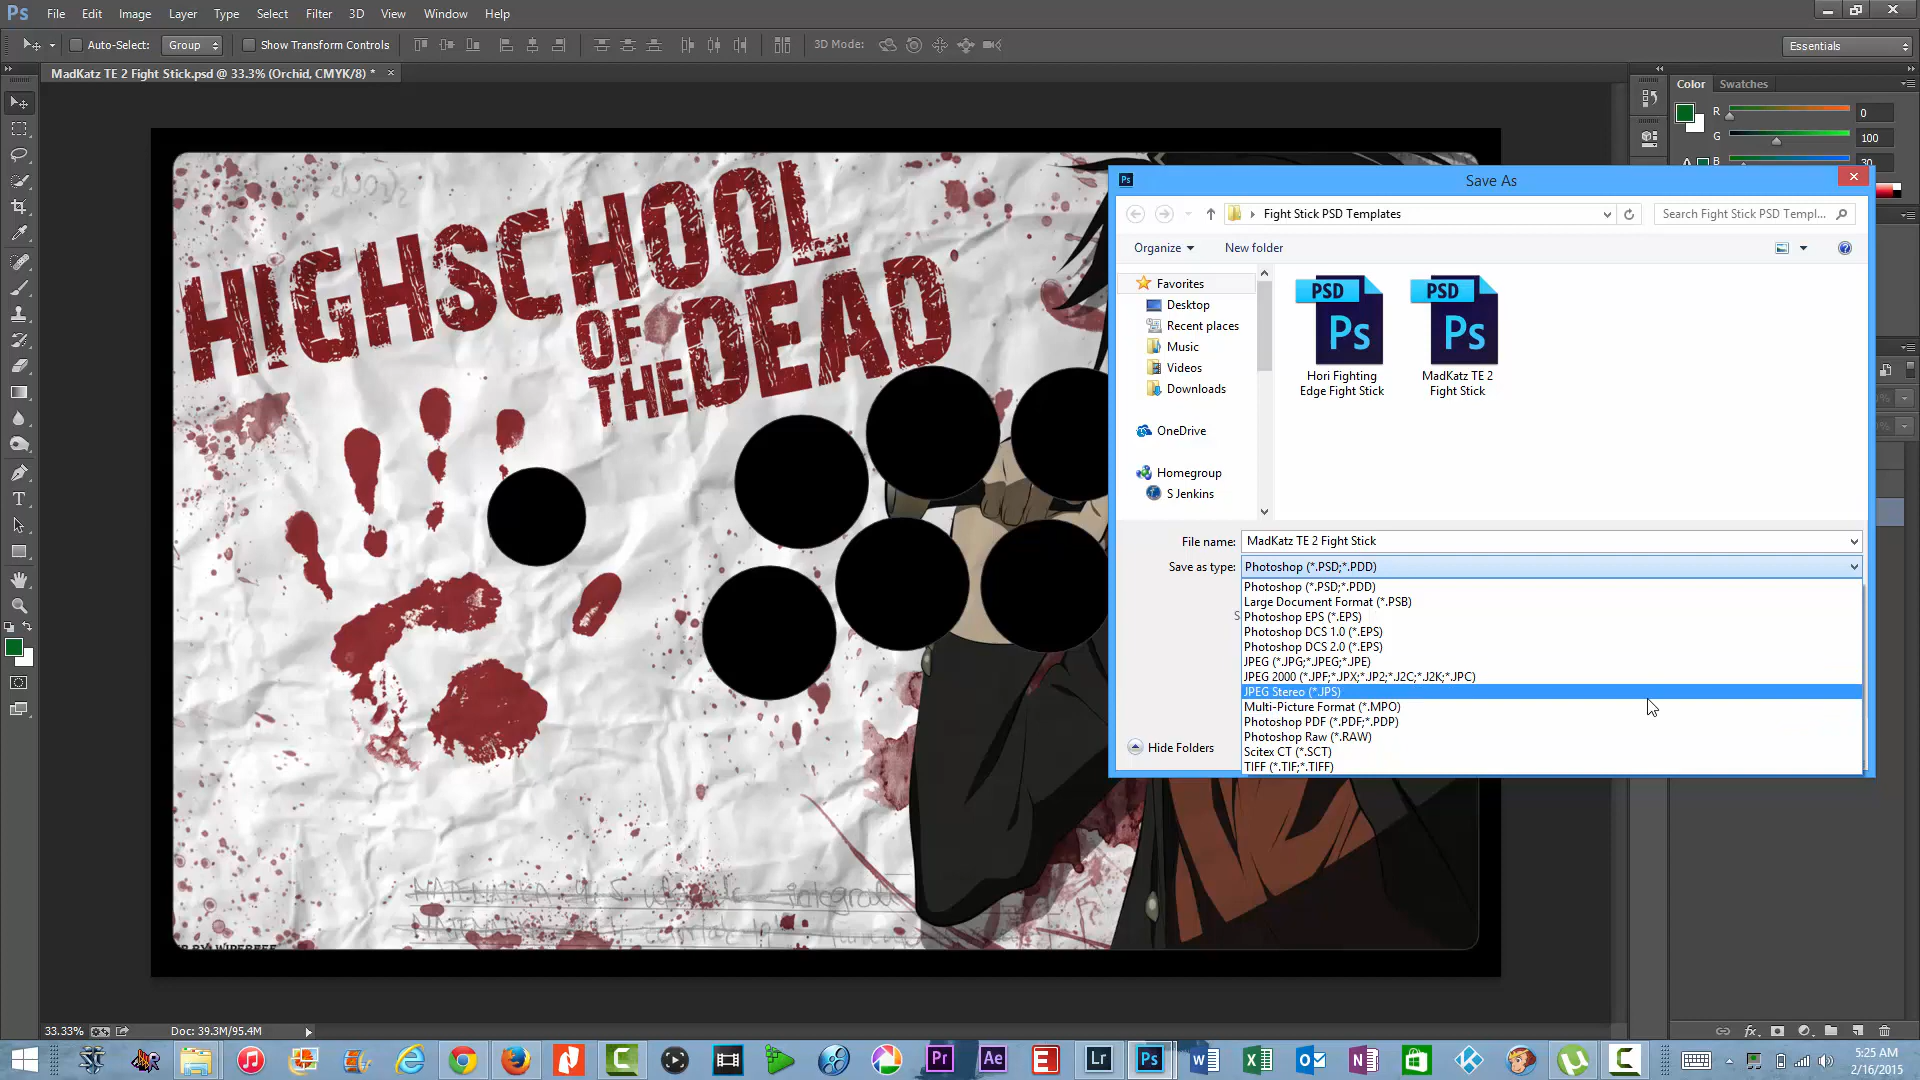 Ps File Edit Image Layer Type Select Filter 3D View Window Help
Auto-Select: Group Show Transform Controls 3D Mode: Essentials
MadKatz TE 2 Fight Stick.psd @ 33.3% (Orchid, CMYK/8) *
Color Swatches
R 0
G 100
B 30
HIGHSCHOOL
OF
THE DEAD
Save As
Fight Stick PSD Templates
Search Fight Stick PSD Templ...
Organize New folder
Favorites
Desktop
Recent places
Music
Videos
Downloads
OneDrive
Homegroup
S Jenkins
PSD Ps
Hori Fighting
Edge Fight Stick
PSD Ps
MadKatz TE 2
Fight Stick
File name: MadKatz TE 2 Fight Stick
Save as type: Photoshop (*.PSD;*.PDD)
Photoshop (*.PSD;*.PDD)
Large Document Format (*.PSB)
Photoshop EPS (*.EPS)
Photoshop DCS 1.0 (*.EPS)
Photoshop DCS 2.0 (*.EPS)
JPEG (*.JPG;*.JPEG;*.JPE)
JPEG 2000 (*.JPF;*.JPX;*.JP2;*.J2C;*.J2K;*.JPC)
JPEG Stereo (*.JPS)
Multi-Picture Format (*.MPO)
Photoshop PDF (*.PDF;*.PDP)
Photoshop Raw (*.RAW)
Scitex CT (*.SCT)
TIFF (*.TIF;*.TIFF)
Hide Folders
33.33% Doc: 39.3M/95.4M
Pr Ae Lr Ps
5:25 AM
2/16/2015